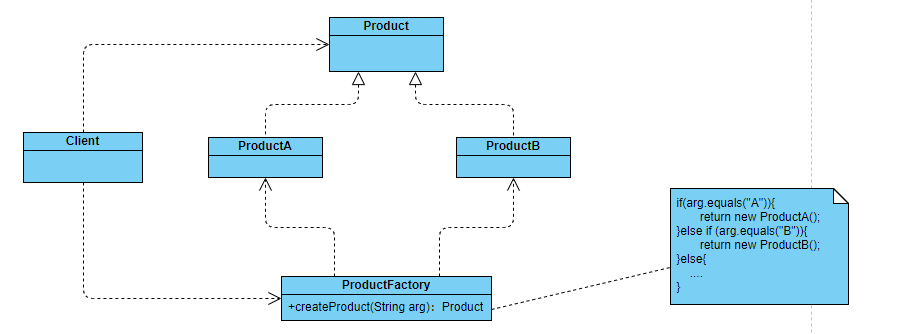 Product
Client
ProductA
ProductB
ProductFactory
+createProduct(String arg)：Product
if(arg.equals("A")){
return new ProductA();
}else if (arg.equals("B")){
return new ProductB();
}else{
....
}